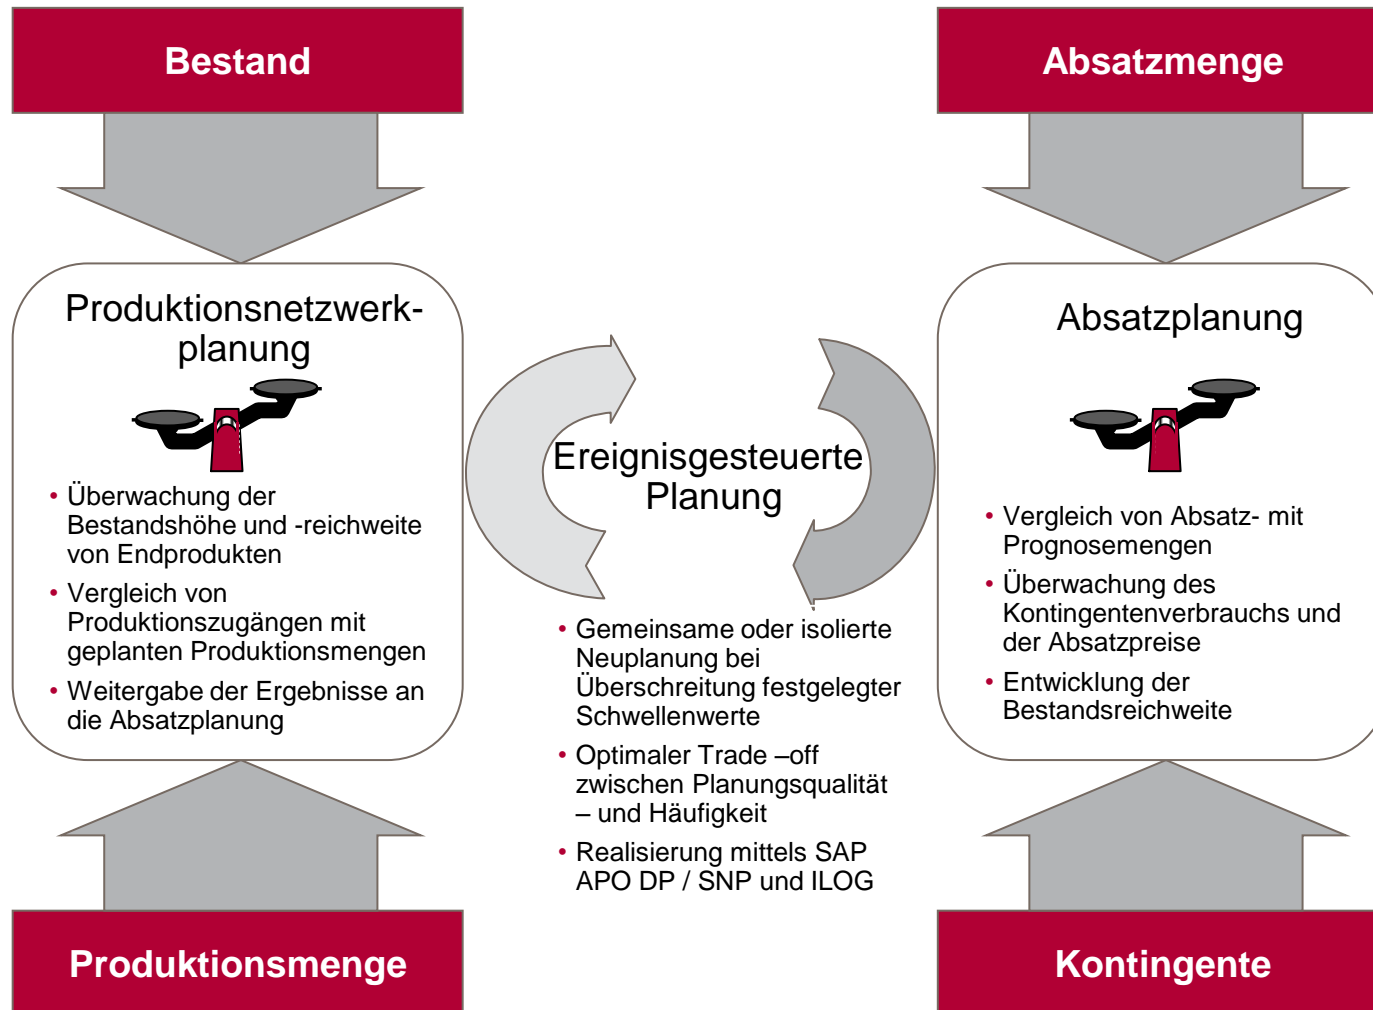 Bestand
Absatzmenge
Produktionsnetzwerk-
planung
• Überwachung der
Bestandshöhe und -reichweite
von Endprodukten
• Vergleich von
Produktionszugängen mit
geplanten Produktionsmengen
• Weitergabe der Ergebnisse an
die Absatzplanung
Ereignisgesteuerte
Planung
• Gemeinsame oder isolierte
Neuplanung bei
Überschreitung festgelegter
Schwellenwerte
• Optimaler Trade –off
zwischen Planungsqualität
– und Häufigkeit
• Realisierung mittels SAP
APO DP / SNP und ILOG
Absatzplanung
• Vergleich von Absatz- mit
Prognosemengen
• Überwachung des
Kontingentenverbrauchs und
der Absatzpreise
• Entwicklung der
Bestandsreichweite
Produktionsmenge
Kontingente